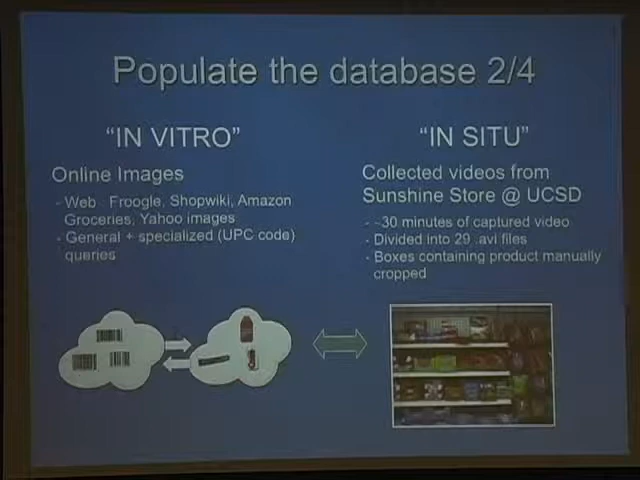 Populate the database 2/4
"IN VITRO"
Online Images
- Web : Froogle, Shopwiki, Amazon
Groceries, Yahoo images
- General + specialized (UPC code)
queries
"IN SITU"
Collected videos from
Sunshine Store @ UCSD
- ~30 minutes of captured video
- Divided into 29 .avi files
- Boxes containing product manually
cropped